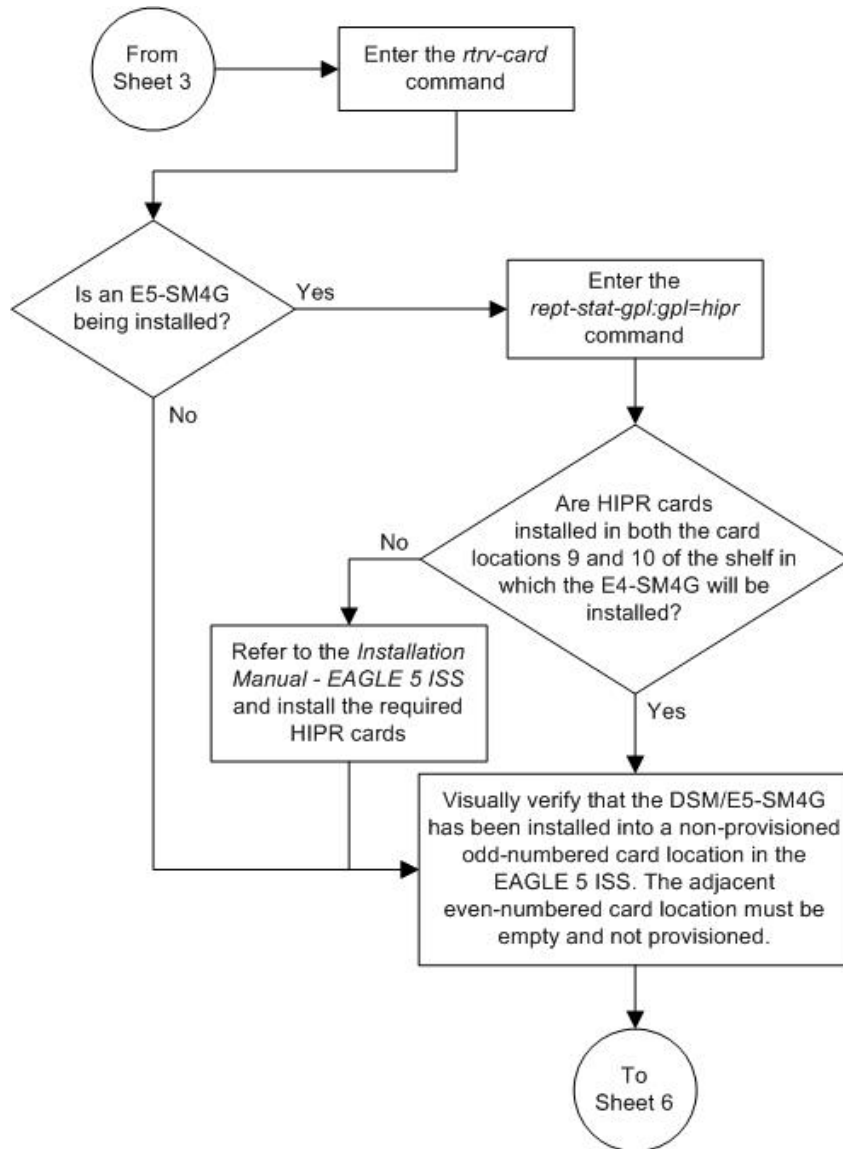 From
Sheet 3
Enter the rtrv-card
command
Is an E5-SM4G
being installed?
Yes
No
Enter the
rept-stat-gpl:gpl=hipr
command
Are HIPR cards
installed in both the card
locations 9 and 10 of the shelf in
which the E4-SM4G will be
installed?
No
Yes
Refer to the Installation
Manual - EAGLE 5 ISS
and install the required
HIPR cards
Visually verify that the DSM/E5-SM4G
has been installed into a non-provisioned
odd-numbered card location in the
EAGLE 5 ISS. The adjacent
even-numbered card location must be
empty and not provisioned.
To
Sheet 6